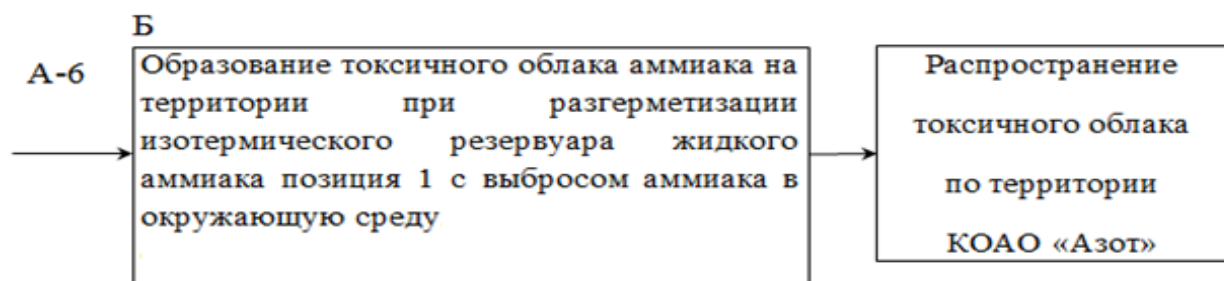 Б
А-6
Образование токсичного облака аммиака на
территории при разгерметизации
изотермического резервуара жидкого
аммиака позиция 1 с выбросом аммиака в
окружающую среду
Распространение
токсичного облака
по территории
КОАО «Азот»